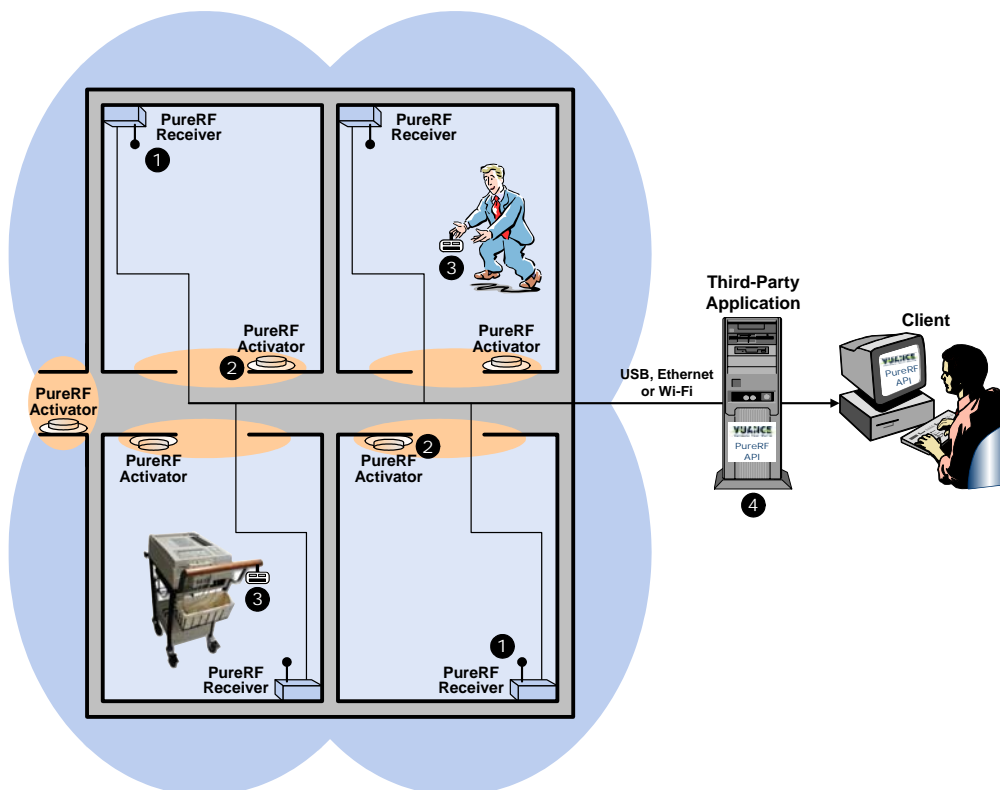 PureRF
Receiver
1
PureRF
Receiver
3
PureRF
Activator
2
PureRF
Activator
PureRF
Activator
PureRF
Activator
PureRF
Activator
2
3
PureRF
Receiver
1
PureRF
Receiver
USB, Ethernet
or Wi-Fi
Third-Party
Application
VUANCE
PureRF
API
4
Client
VUANCE
PureRF
API